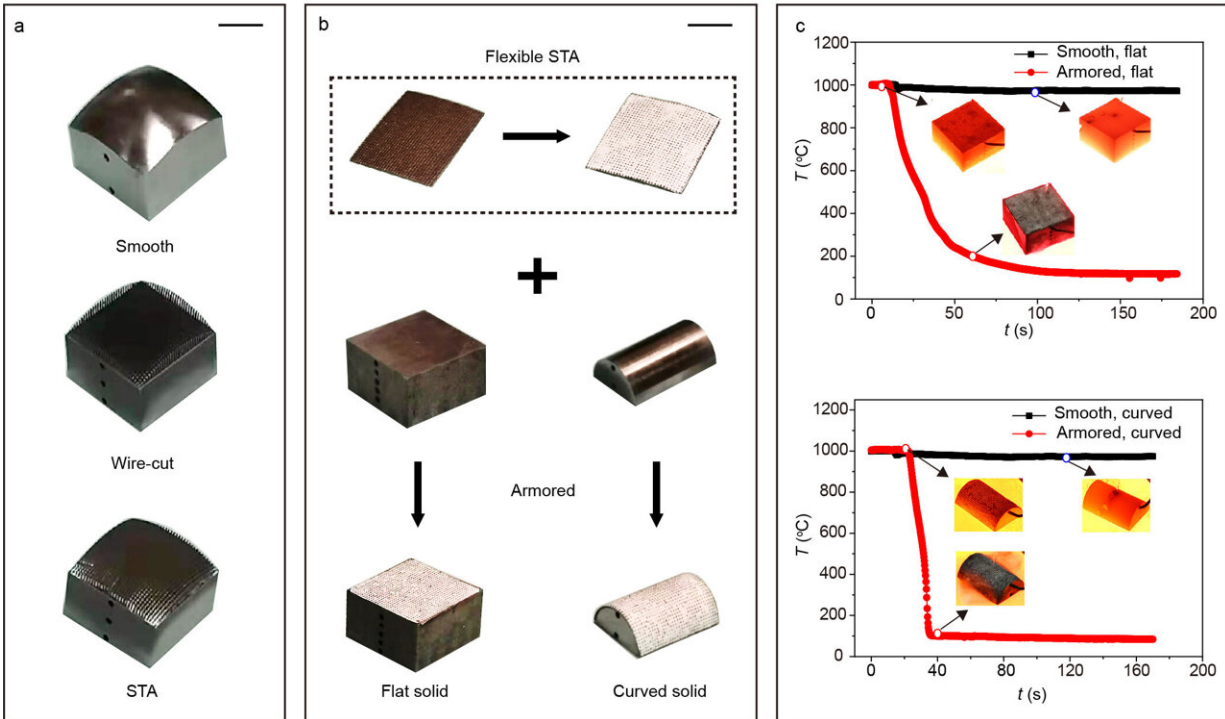 a
Smooth
Wire-cut
STA
b
Flexible STA
Armored
Flat solid
Curved solid
c
Smooth, flat
Armored, flat
1200
1000
800
600
400
200
0
T (°C)
0 50 100 150 200
t (s)
Smooth, curved
Armored, curved
1200
1000
800
600
400
200
0
T (°C)
0 40 80 120 160 200
t (s)